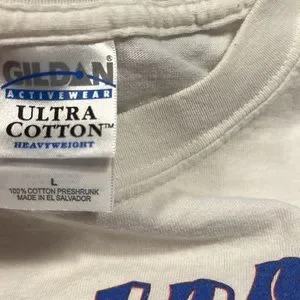 GILDAN
ACTIVEWEAR
ULTRA
COTTON™
HEAVYWEIGHT
L
100% COTTON PRESHRUNK
MADE IN EL SALVADOR